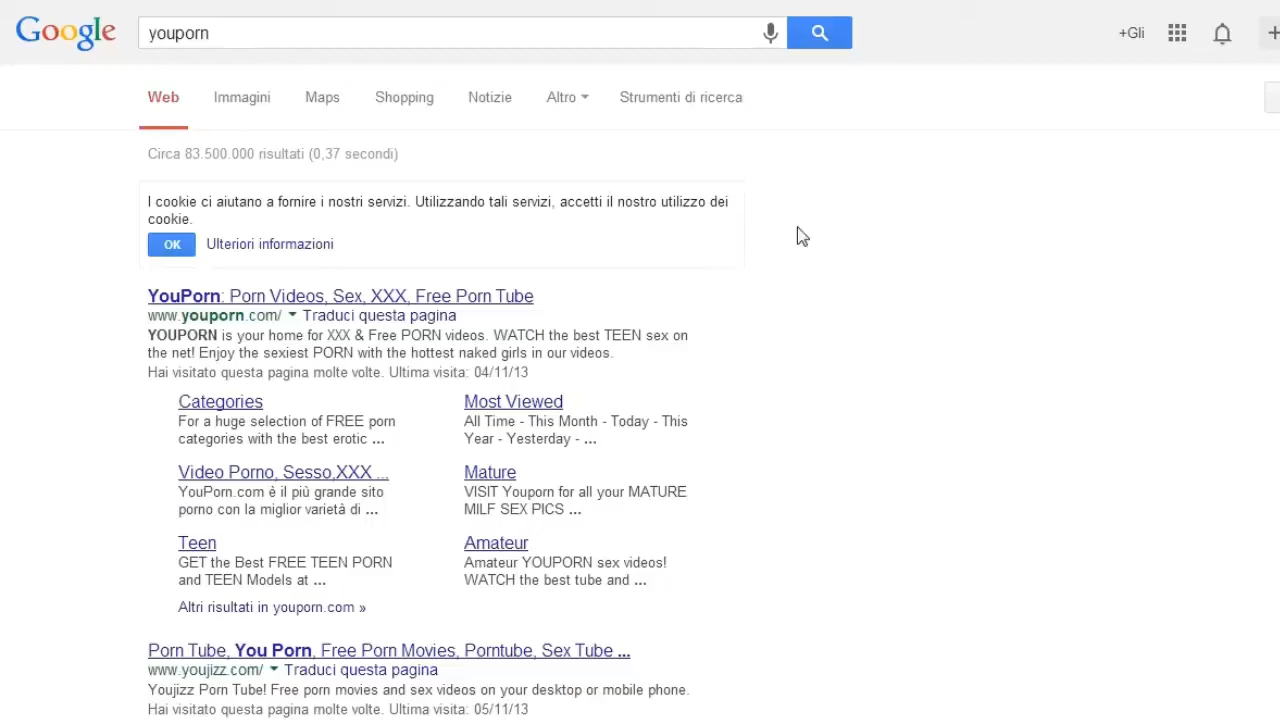 Google
youporn
+Gli
Web Immagini Maps Shopping Notizie Altro Strumenti di ricerca
Circa 83.500.000 risultati (0,37 secondi)
I cookie ci aiutano a fornire i nostri servizi. Utilizzando tali servizi, accetti il nostro utilizzo dei
cookie.
OK Ulteriori informazioni
YouPorn: Porn Videos, Sex, XXX, Free Porn Tube
www.youporn.com/ Traduci questa pagina
YOUPORN is your home for XXX & Free PORN videos. WATCH the best TEEN sex on
the net! Enjoy the sexiest PORN with the hottest naked girls in our videos.
Hai visitato questa pagina molte volte. Ultima visita: 04/11/13
Categories
For a huge selection of FREE porn
categories with the best erotic ...
Most Viewed
All Time - This Month - Today - This
Year - Yesterday - ...
Video Porno, Sesso,XXX ...
YouPorn.com è il più grande sito
porno con la miglior varietà di ...
Mature
VISIT Youporn for all your MATURE
MILF SEX PICS ...
Teen
GET the Best FREE TEEN PORN
and TEEN Models at ...
Amateur
Amateur YOUPORN sex videos!
WATCH the best tube and ...
Altri risultati in youporn.com »
Porn Tube, You Porn, Free Porn Movies, Porntube, Sex Tube ...
www.youjizz.com/ Traduci questa pagina
Youjizz Porn Tube! Free porn movies and sex videos on your desktop or mobile phone.
Hai visitato questa pagina molte volte. Ultima visita: 05/11/13